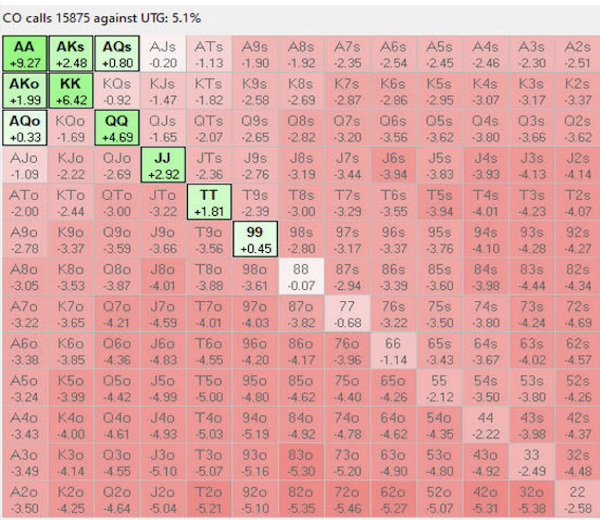 CO calls 15875 against UTG: 5.1%
AA AKs AQs AJs ATs A9s A8s A7s A6s A5s A4s A3s A2s
+9.27 +2.48 +0.80 -0.20 -1.13 -1.90 -1.92 -2.35 -2.54 -2.45 -2.46 -2.30 -2.51
AKo KK KQs KJs KTs K9s K8s K7s K6s K5s K4s K3s K2s
+1.99 +6.42 -0.92 -1.47 -1.82 -2.58 -2.69 -2.87 -2.86 -2.95 -3.07 -3.17 -3.37
AQo KQo QQ QJs QTs Q9s Q8s Q7s Q6s Q5s Q4s Q3s Q2s
+0.33 -1.69 +4.69 -1.65 -2.07 -2.65 -2.82 -3.20 -3.56 -3.62 -3.80 -3.66 -3.62
AJo KJo QJo JJ JTs J9s J8s J7s J6s J5s J4s J3s J2s
-1.09 -2.22 -2.69 +2.92 -2.36 -2.76 -3.19 -3.44 -3.94 -3.83 -3.93 -4.13 -4.14
ATo KTo QTo JTo TT T9s T8s T7s T6s T5s T4s T3s T2s
-2.00 -2.44 -3.00 -3.22 +1.81 -2.39 -3.00 -3.29 -3.55 -3.94 -4.01 -4.23 -4.07
A9o K9o Q9o J9o T9o 99 98s 97s 96s 95s 94s 93s 92s
-2.78 -3.37 -3.59 -3.66 -3.56 +0.45 -2.80 -3.17 -3.37 -3.76 -4.10 -4.28 -4.27
A8o K8o Q8o J8o T8o 98o 88 87s 86s 85s 84s 83s 82s
-3.05 -3.53 -3.87 -4.01 -3.88 -3.61 -0.07 -2.94 -3.39 -3.60 -3.98 -4.44 -4.34
A7o K7o Q7o J7o T7o 97o 87o 77 76s 75s 74s 73s 72s
-3.22 -3.65 -4.21 -4.59 -4.01 -4.03 -3.82 -0.68 -3.22 -3.50 -3.80 -4.24 -4.69
A6o K6o Q6o J6o T6o 96o 86o 76o 66 65s 64s 63s 62s
-3.38 -3.85 -4.36 -4.83 -4.55 -4.20 -4.17 -3.96 -1.14 -3.43 -3.67 -4.02 -4.57
A5o K5o Q5o J5o T5o 95o 85o 75o 65o 55 54s 53s 52s
-3.24 -3.99 -4.42 -4.99 -5.00 -4.80 -4.62 -4.40 -4.26 -2.12 -3.50 -3.80 -4.26
A4o K4o Q4o J4o T4o 94o 84o 74o 64o 54o 44 43s 42s
-3.43 -4.00 -4.61 -4.93 -5.03 -5.19 -4.92 -4.78 -4.62 -4.35 -2.22 -3.98 -4.37
A3o K3o Q3o J3o T3o 93o 83o 73o 63o 53o 43o 33 32s
-3.49 -4.14 -4.55 -5.10 -5.07 -5.16 -5.30 -5.20 -4.90 -4.80 -4.92 -2.49 -4.48
A2o K2o Q2o J2o T2o 92o 82o 72o 62o 52o 42o 32o 22
-3.50 -4.25 -4.64 -5.04 -5.21 -5.10 -5.35 -5.46 -5.27 -5.07 -5.31 -5.38 -2.58